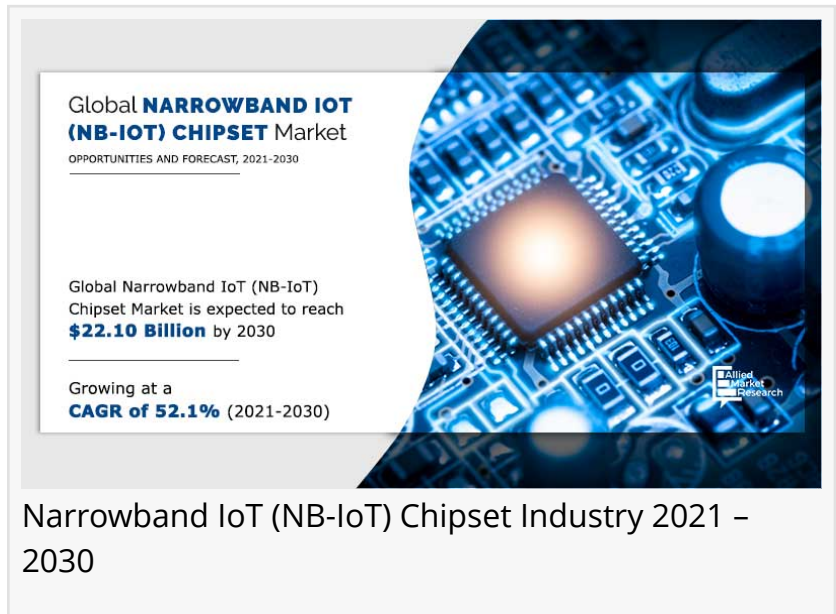 Global NARROWBAND IOT
(NB-IOT) CHIPSET Market
OPPORTUNITIES AND FORECAST, 2021-2030
Global Narrowband IoT (NB-IoT)
Chipset Market is expected to reach
$22.10 Billion by 2030
Growing at a
CAGR of 52.1% (2021-2030)
Allied
Market
Research
Narrowband IoT (NB-IoT) Chipset Industry 2021 –
2030